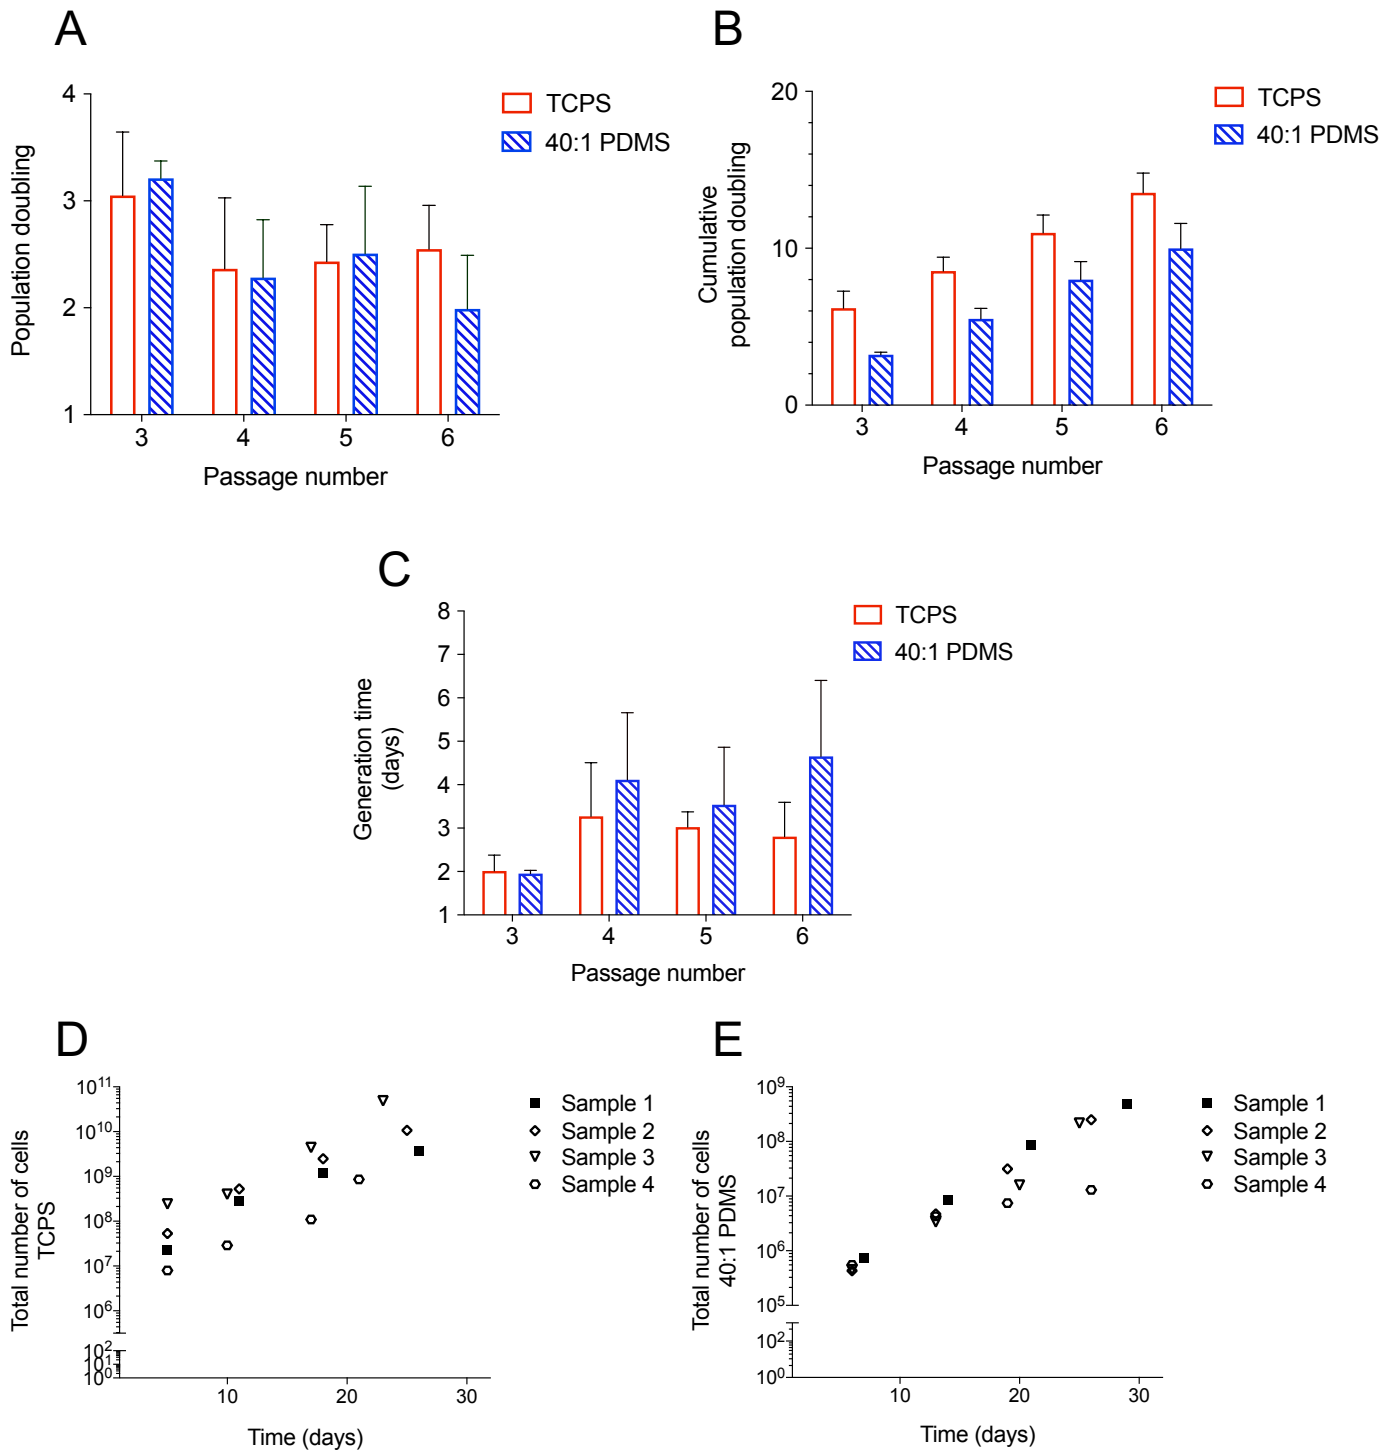 A
4
3
2
1
Population doubling
3 4 5 6
Passage number
TCPS
40:1 PDMS
B
20
10
0
Cumulative
population doubling
3 4 5 6
Passage number
TCPS
40:1 PDMS
C
8
7
6
5
4
3
2
1
Generation time
(days)
3 4 5 6
Passage number
TCPS
40:1 PDMS
D
10¹¹
10¹⁰
10⁹
10⁸
10⁷
10⁶
10²
10¹
10⁰
Total number of cells
TCPS
10 20 30
Time (days)
Sample 1
Sample 2
Sample 3
Sample 4
E
10⁹
10⁸
10⁷
10⁶
10⁵
10²
10⁰
Total number of cells
40:1 PDMS
10 20 30
Time (days)
Sample 1
Sample 2
Sample 3
Sample 4